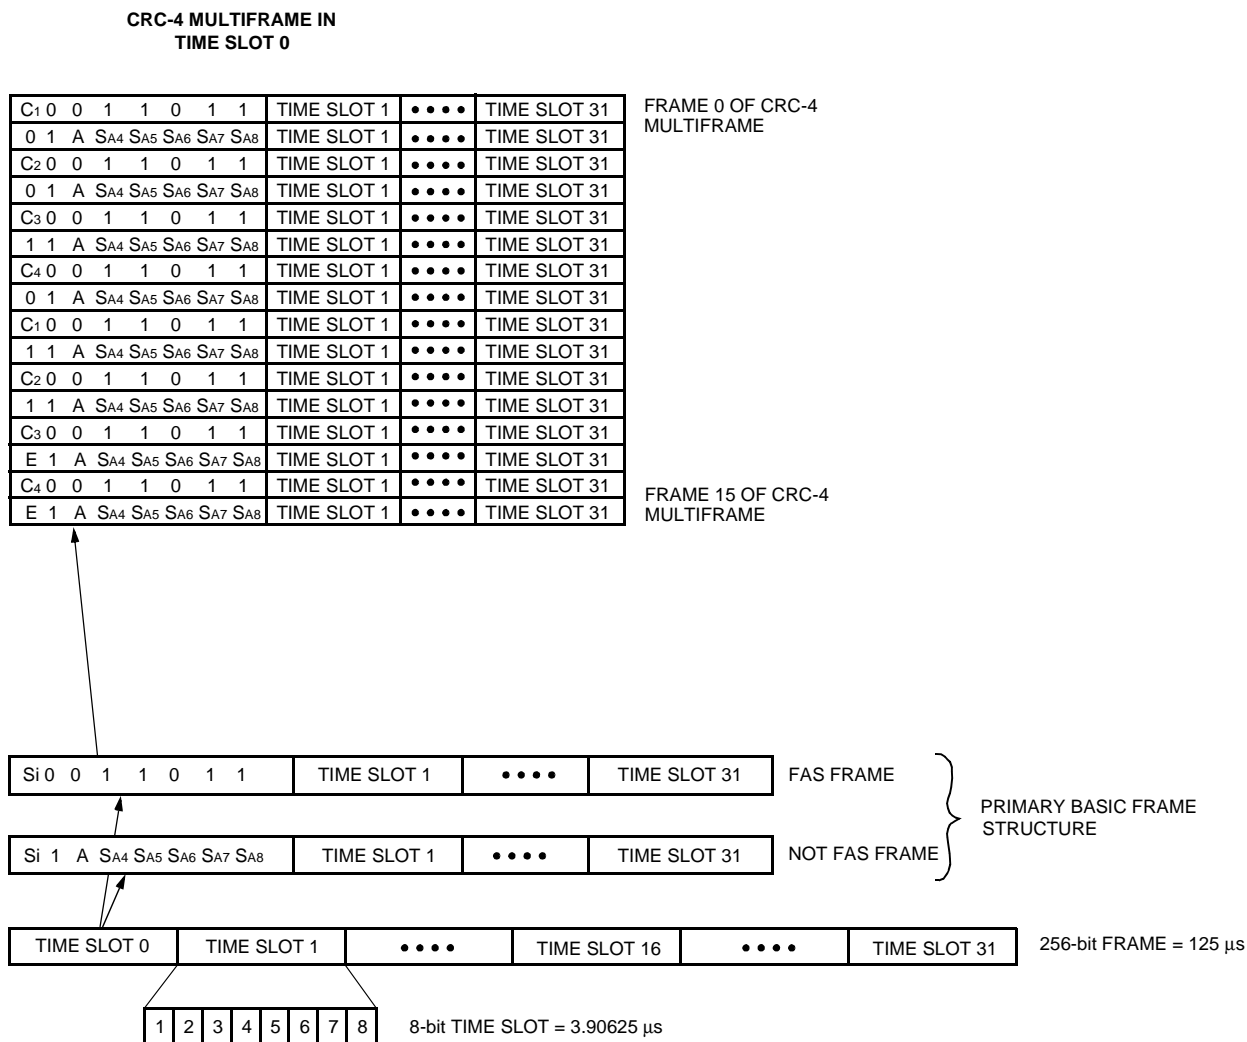 CRC-4 MULTIFRAME IN
TIME SLOT 0
C1 0 0 1 1 0 1 1 TIME SLOT 1 •••• TIME SLOT 31 FRAME 0 OF CRC-4
MULTIFRAME
0 1 A SA4 SA5 SA6 SA7 SA8 TIME SLOT 1 •••• TIME SLOT 31
C2 0 0 1 1 0 1 1 TIME SLOT 1 •••• TIME SLOT 31
0 1 A SA4 SA5 SA6 SA7 SA8 TIME SLOT 1 •••• TIME SLOT 31
C3 0 0 1 1 0 1 1 TIME SLOT 1 •••• TIME SLOT 31
1 1 A SA4 SA5 SA6 SA7 SA8 TIME SLOT 1 •••• TIME SLOT 31
C4 0 0 1 1 0 1 1 TIME SLOT 1 •••• TIME SLOT 31
0 1 A SA4 SA5 SA6 SA7 SA8 TIME SLOT 1 •••• TIME SLOT 31
C1 0 0 1 1 0 1 1 TIME SLOT 1 •••• TIME SLOT 31
1 1 A SA4 SA5 SA6 SA7 SA8 TIME SLOT 1 •••• TIME SLOT 31
C2 0 0 1 1 0 1 1 TIME SLOT 1 •••• TIME SLOT 31
1 1 A SA4 SA5 SA6 SA7 SA8 TIME SLOT 1 •••• TIME SLOT 31
C3 0 0 1 1 0 1 1 TIME SLOT 1 •••• TIME SLOT 31
E 1 A SA4 SA5 SA6 SA7 SA8 TIME SLOT 1 •••• TIME SLOT 31
C4 0 0 1 1 0 1 1 TIME SLOT 1 •••• TIME SLOT 31
E 1 A SA4 SA5 SA6 SA7 SA8 TIME SLOT 1 •••• TIME SLOT 31
FRAME 15 OF CRC-4
MULTIFRAME
Si 0 0 1 1 0 1 1 TIME SLOT 1 •••• TIME SLOT 31 FAS FRAME
PRIMARY BASIC FRAME
STRUCTURE
Si 1 A SA4 SA5 SA6 SA7 SA8 TIME SLOT 1 •••• TIME SLOT 31 NOT FAS FRAME
TIME SLOT 0 TIME SLOT 1 •••• TIME SLOT 16 •••• TIME SLOT 31 256-bit FRAME = 125 µs
1 2 3 4 5 6 7 8 8-bit TIME SLOT = 3.90625 µs